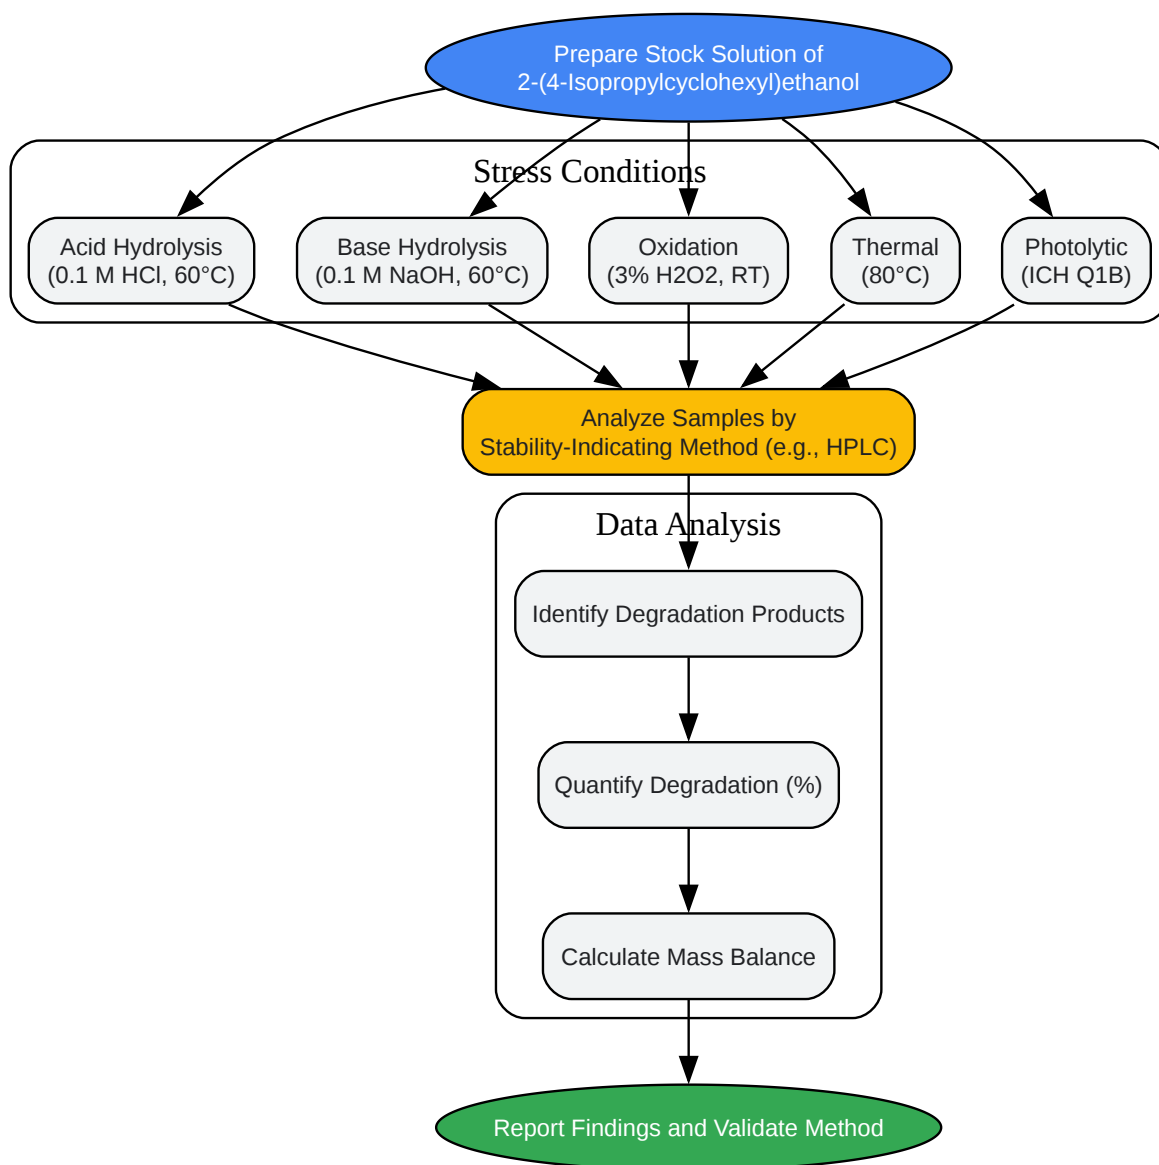 Prepare Stock Solution of
2-(4-Isopropylcyclohexyl)ethanol
Stress Conditions
Acid Hydrolysis
(0.1 M HCl, 60°C)
Base Hydrolysis
(0.1 M NaOH, 60°C)
Oxidation
(3% H2O2, RT)
Thermal
(80°C)
Photolytic
(ICH Q1B)
Analyze Samples by
Stability-Indicating Method (e.g., HPLC)
Data Analysis
Identify Degradation Products
Quantify Degradation (%)
Calculate Mass Balance
Report Findings and Validate Method